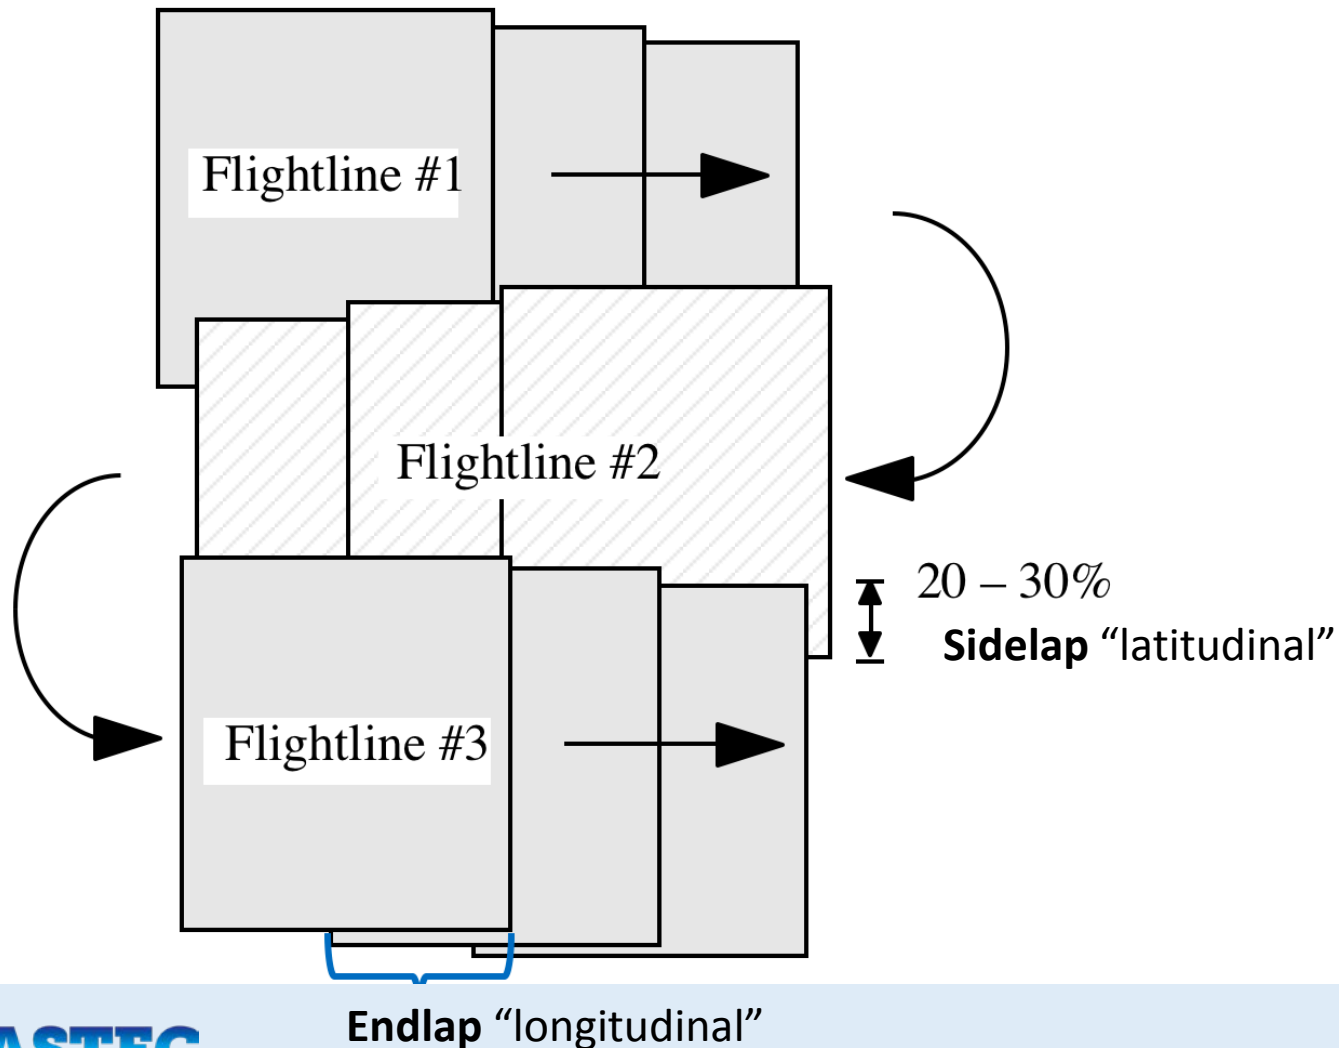 Flightline #1
Flightline #2
20 – 30%
Sidelap “latitudinal”
Flightline #3
Endlap “longitudinal”